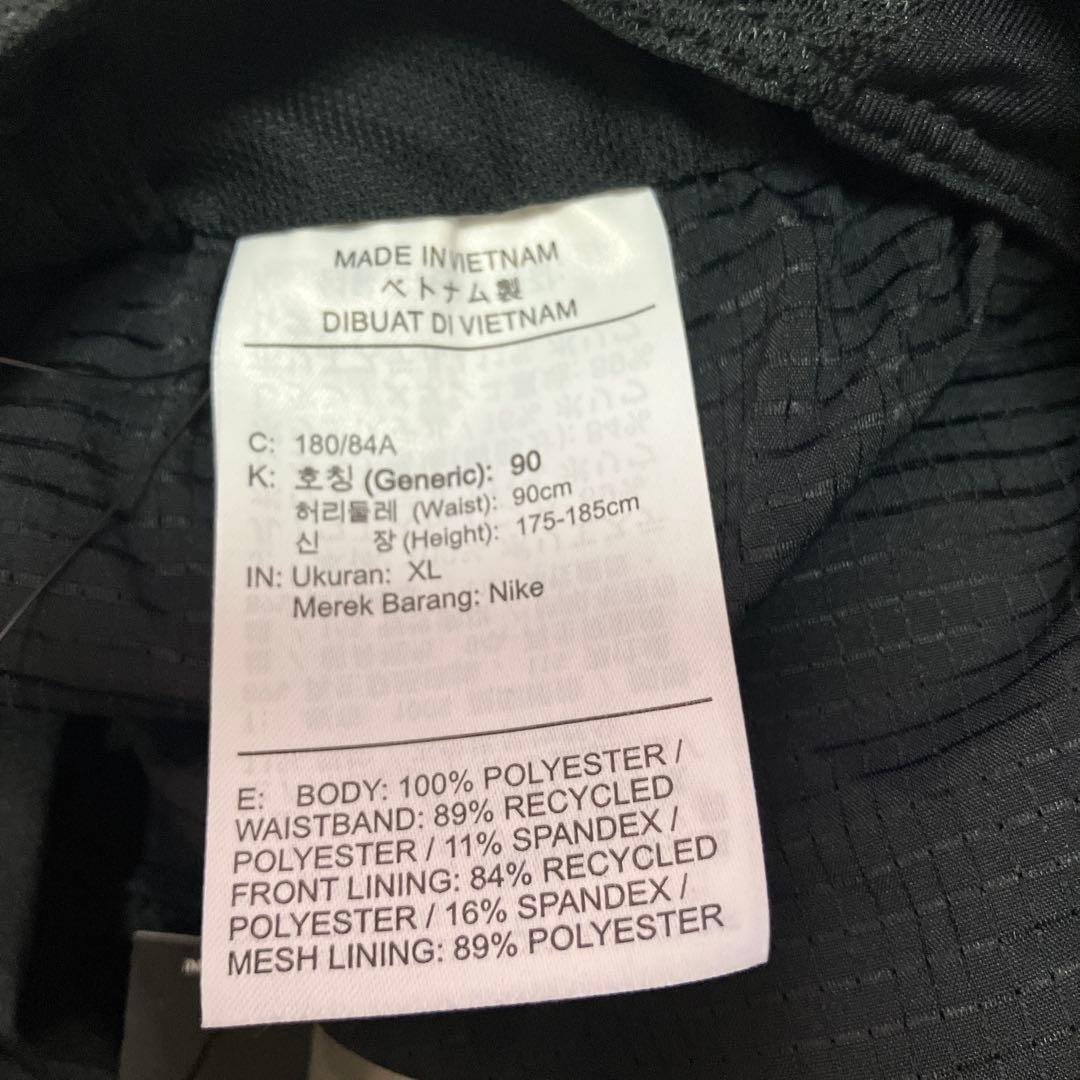 MADE IN VIETNAM
ベトナム製
DIBUAT DI VIETNAM
C: 180/84A
K: 호칭 (Generic): 90
허리둘레 (Waist): 90cm
신 장 (Height): 175-185cm
IN: Ukuran: XL
Merek Barang: Nike
E: BODY: 100% POLYESTER /
WAISTBAND: 89% RECYCLED
POLYESTER / 11% SPANDEX /
FRONT LINING: 84% RECYCLED
POLYESTER / 16% SPANDEX /
MESH LINING: 89% POLYESTER